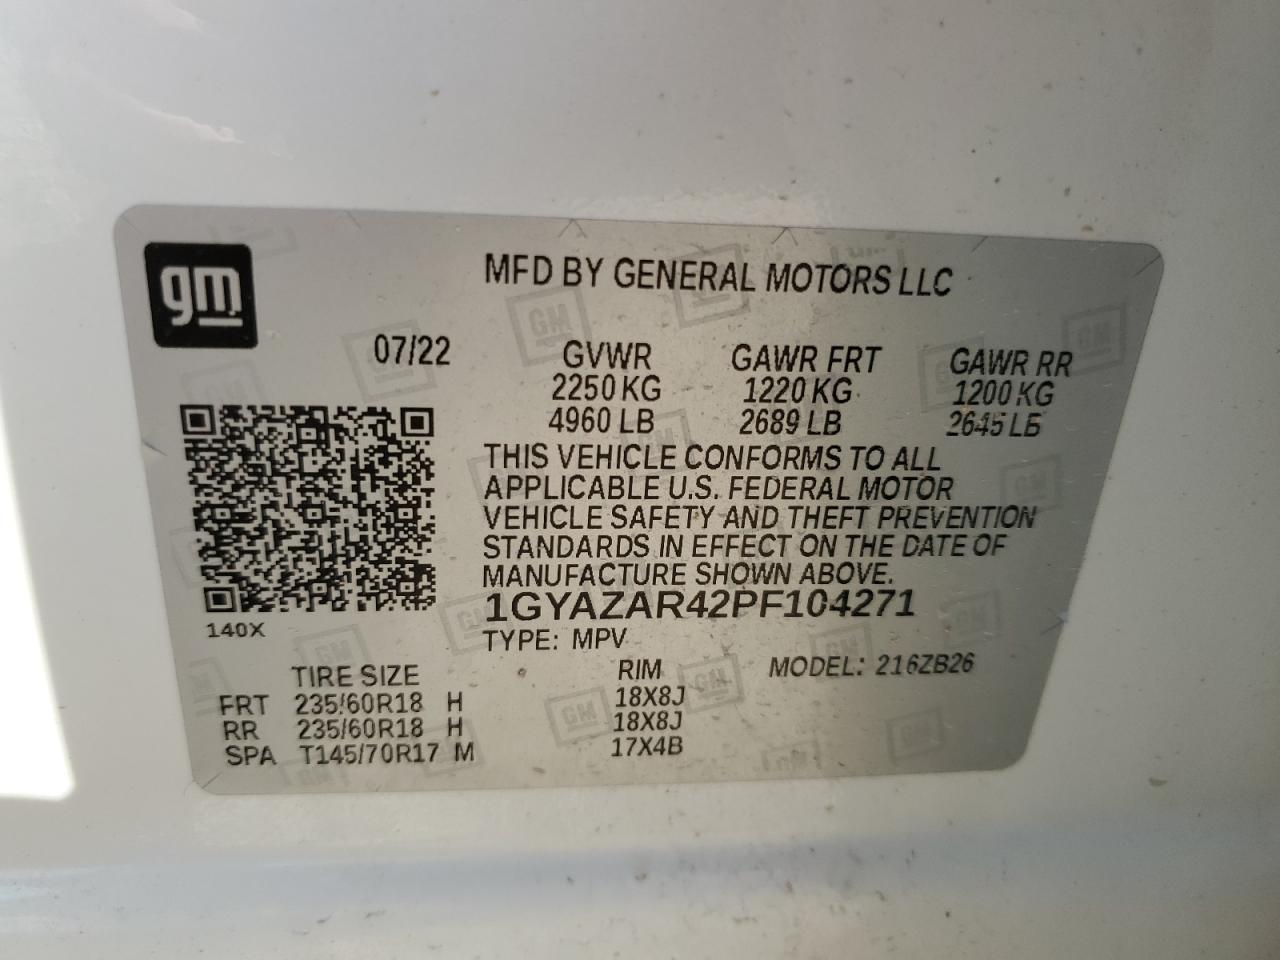 gm
MFD BY GENERAL MOTORS LLC
07/22
GVWR GAWR FRT GAWR RR
2250 KG 1220 KG 1200 KG
4960 LB 2689 LB 2645 LB
THIS VEHICLE CONFORMS TO ALL
APPLICABLE U.S. FEDERAL MOTOR
VEHICLE SAFETY AND THEFT PREVENTION
STANDARDS IN EFFECT ON THE DATE OF
MANUFACTURE SHOWN ABOVE.
1GYAZAR42PF104271
140X
TYPE: MPV
TIRE SIZE RIM MODEL: 216ZB26
FRT 235/60R18 H 18X8J
RR 235/60R18 H 18X8J
SPA T145/70R17 M 17X4B